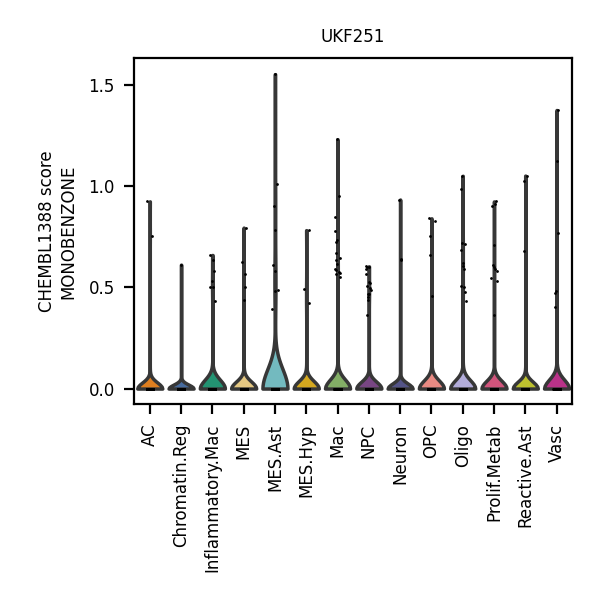 UKF251
CHEMBL1388 score
MONOBENZONE
1.5
1.0
0.5
0.0
AC
Chromatin.Reg
Inflammatory.Mac
MES
MES.Ast
MES.Hyp
Mac
NPC
Neuron
OPC
Oligo
Prolif.Metab
Reactive.Ast
Vasc